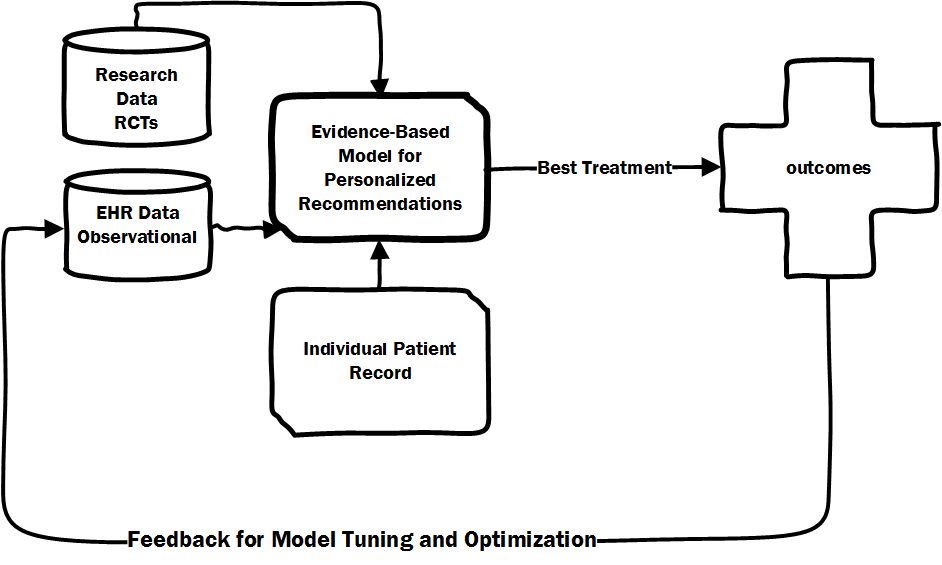 Research
Data
RCTs
EHR Data
Observational
Evidence-Based
Model for
Personalized
Recommendations
Individual Patient
Record
Best Treatment
outcomes
Feedback for Model Tuning and Optimization